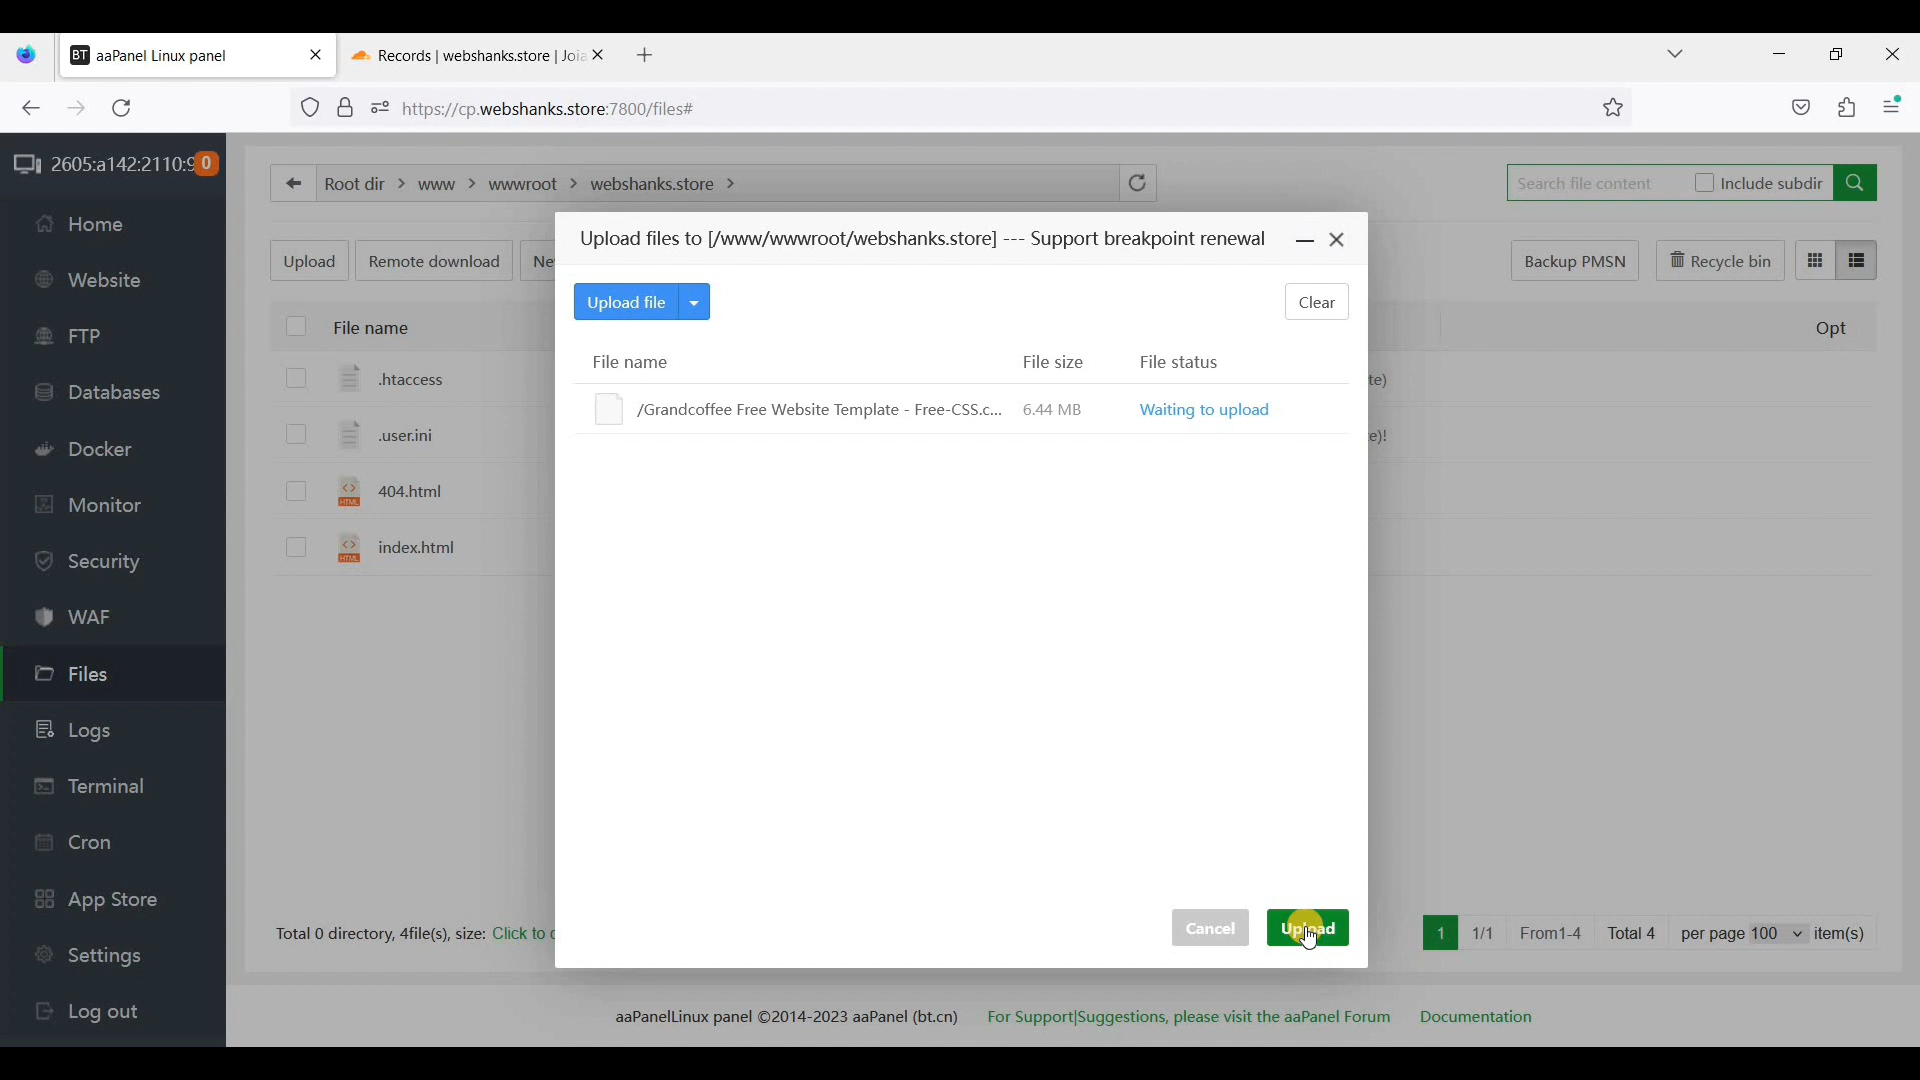 BT aaPanel Linux panel
Records | webshanks.store | Joia
https://cp.webshanks.store:7800/files#
2605:a142:2110:9 0
Root dir > www > wwwroot > webshanks.store >
Search file content Include subdir
Home
Upload files to [/www/wwwroot/webshanks.store] --- Support breakpoint renewal
Upload Remote download Ne
Backup PMSN Recycle bin
Website
Upload file Clear
File name Opt
FTP
File name File size File status
.htaccess te)
Databases
/Grandcoffee Free Website Template - Free-CSS.c... 6.44 MB Waiting to upload
.user.ini e)!
Docker
404.html
Monitor
index.html
Security
WAF
Files
Logs
Terminal
Cron
App Store
Cancel Upload
Total 0 directory, 4file(s), size: Click to c
1 1/1 From1-4 Total 4 per page 100 item(s)
Settings
Log out
aaPanelLinux panel ©2014-2023 aaPanel (bt.cn) For Support|Suggestions, please visit the aaPanel Forum Documentation